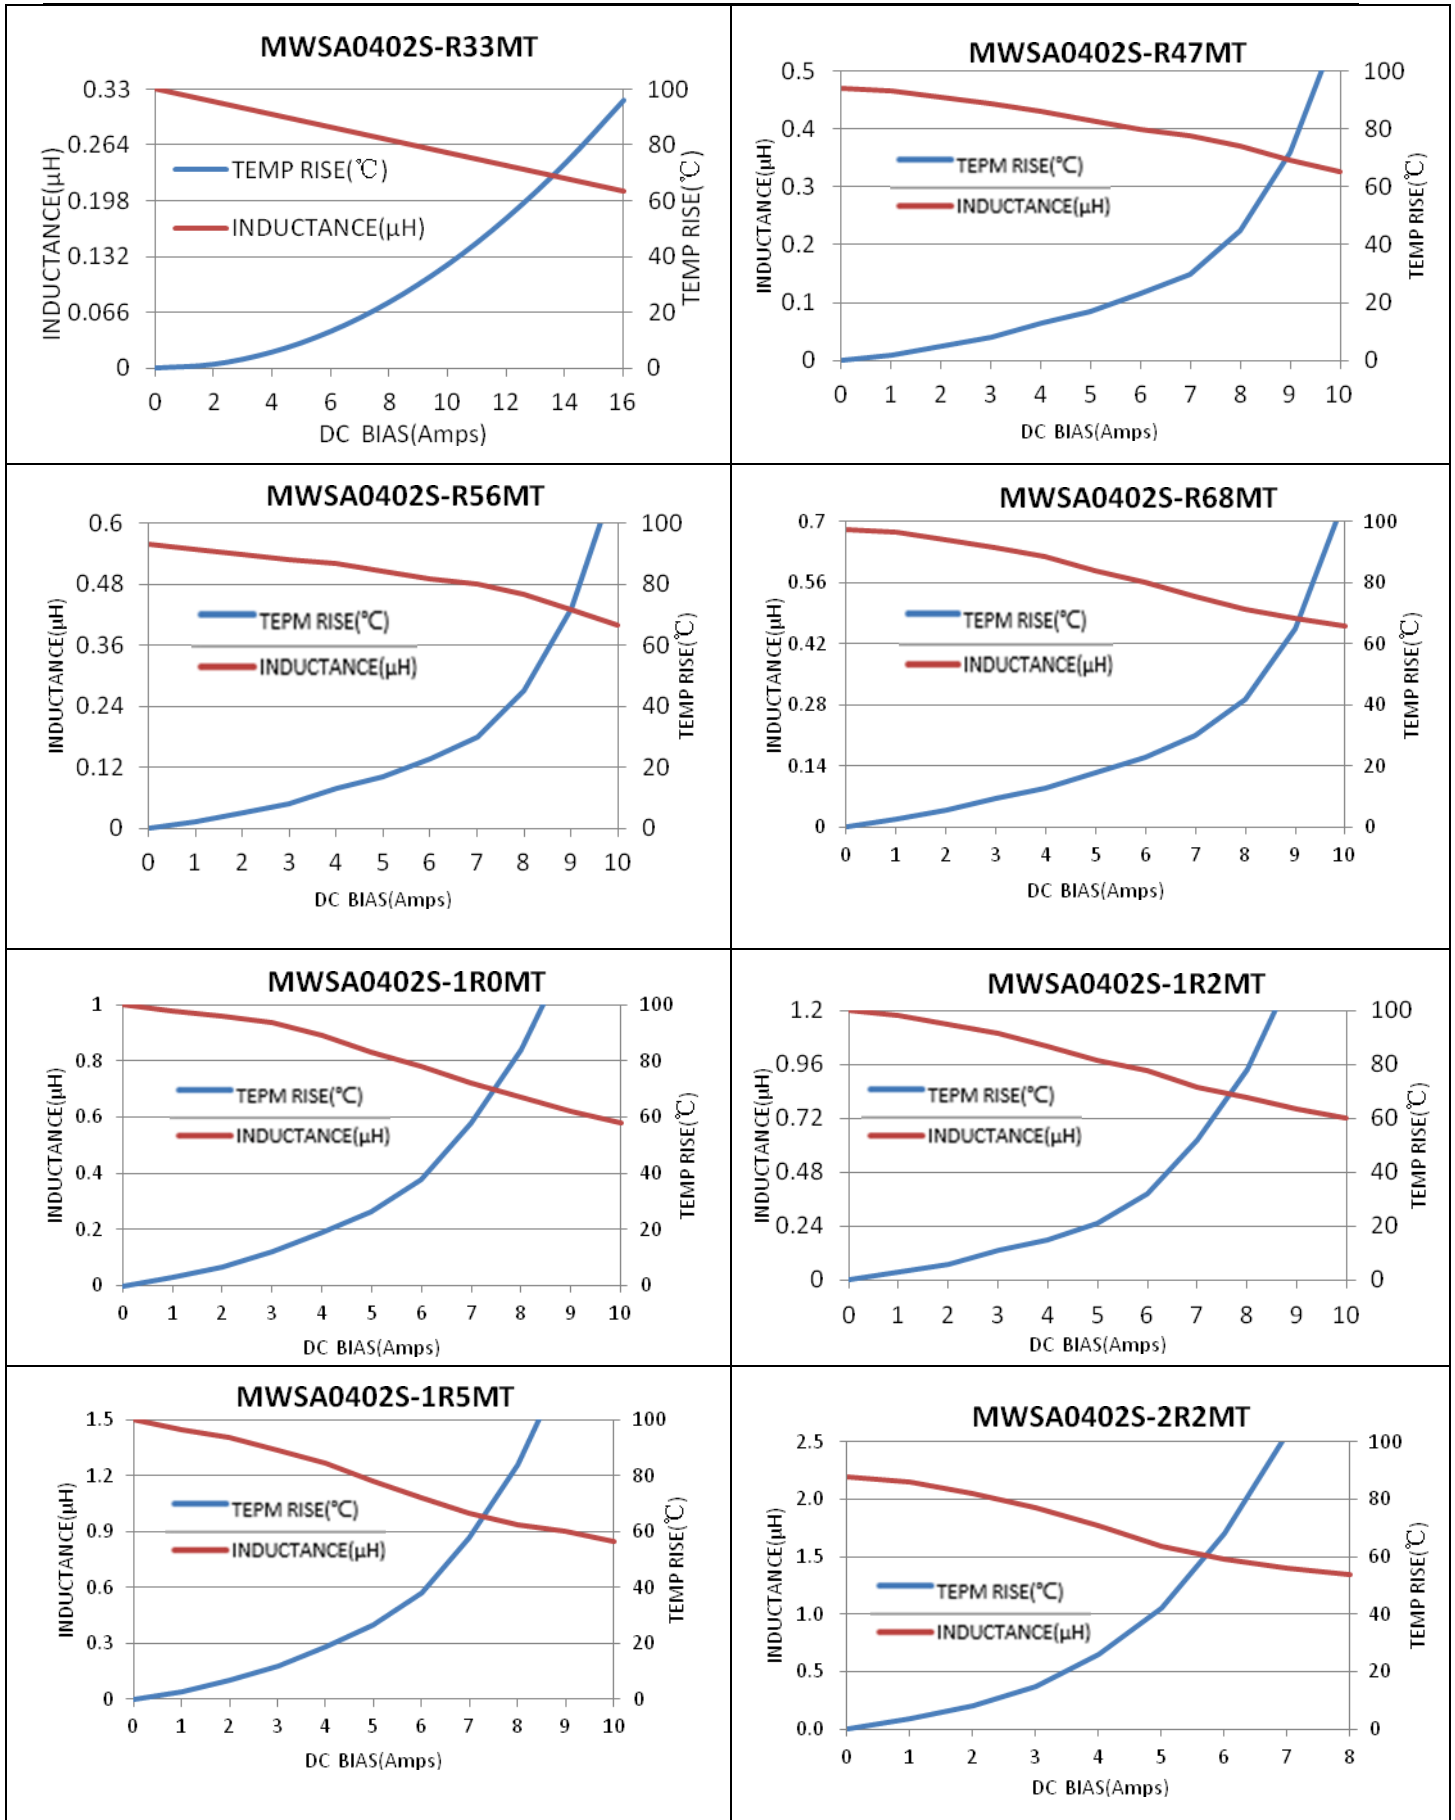 MWSA0402S-R33MT
0.33
0.264
0.198
0.132
0.066
0
100
80
60
40
20
0
TEMP RISE(℃)
INDUCTANCE(µH)
INDUCTANCE(µH)
TEMP RISE(℃)
0 2 4 6 8 10 12 14 16
DC BIAS(Amps)
MWSA0402S-R47MT
0.5
0.4
0.3
0.2
0.1
0
100
80
60
40
20
0
TEPM RISE(℃)
INDUCTANCE(µH)
INDUCTANCE(µH)
TEMP RISE(℃)
0 1 2 3 4 5 6 7 8 9 10
DC BIAS(Amps)
MWSA0402S-R56MT
0.6
0.48
0.36
0.24
0.12
0
100
80
60
40
20
0
TEPM RISE(℃)
INDUCTANCE(µH)
INDUCTANCE(µH)
TEMP RISE(℃)
0 1 2 3 4 5 6 7 8 9 10
DC BIAS(Amps)
MWSA0402S-R68MT
0.7
0.56
0.42
0.28
0.14
0
100
80
60
40
20
0
TEPM RISE(℃)
INDUCTANCE(µH)
INDUCTANCE(µH)
TEMP RISE(℃)
0 1 2 3 4 5 6 7 8 9 10
DC BIAS(Amps)
MWSA0402S-1R0MT
1
0.8
0.6
0.4
0.2
0
100
80
60
40
20
0
TEPM RISE(℃)
INDUCTANCE(µH)
INDUCTANCE(µH)
TEMP RISE(℃)
0 1 2 3 4 5 6 7 8 9 10
DC BIAS(Amps)
MWSA0402S-1R2MT
1.2
0.96
0.72
0.48
0.24
0
100
80
60
40
20
0
TEPM RISE(℃)
INDUCTANCE(µH)
INDUCTANCE(µH)
TEMP RISE(℃)
0 1 2 3 4 5 6 7 8 9 10
DC BIAS(Amps)
MWSA0402S-1R5MT
1.5
1.2
0.9
0.6
0.3
0
100
80
60
40
20
0
TEPM RISE(℃)
INDUCTANCE(µH)
INDUCTANCE(µH)
TEMP RISE(℃)
0 1 2 3 4 5 6 7 8 9 10
DC BIAS(Amps)
MWSA0402S-2R2MT
2.5
2.0
1.5
1.0
0.5
0.0
100
80
60
40
20
0
TEPM RISE(℃)
INDUCTANCE(µH)
INDUCTANCE(µH)
TEMP RISE(℃)
0 1 2 3 4 5 6 7 8
DC BIAS(Amps)